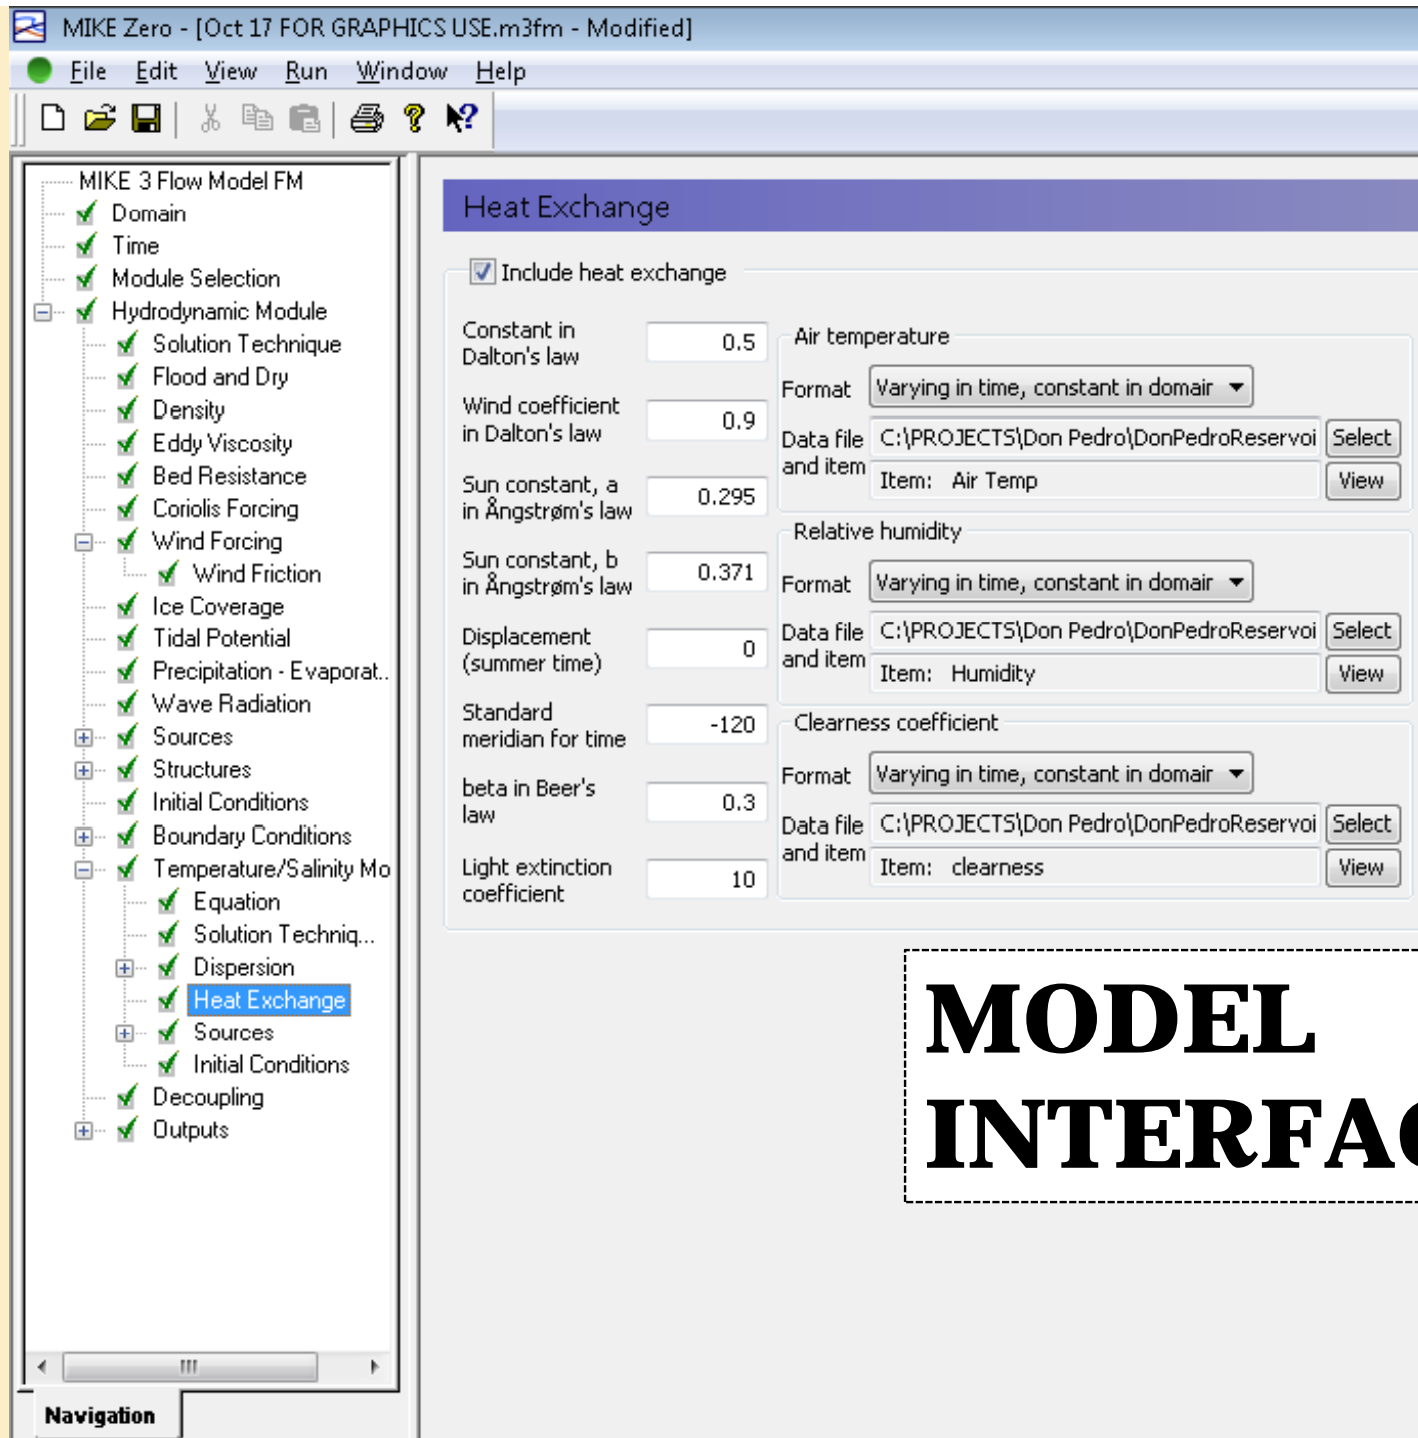 MIKE Zero - [Oct 17 FOR GRAPHICS USE.m3fm - Modified]
File Edit View Run Window Help
MIKE 3 Flow Model FM
Domain
Time
Module Selection
Hydrodynamic Module
Solution Technique
Flood and Dry
Density
Eddy Viscosity
Bed Resistance
Coriolis Forcing
Wind Forcing
Wind Friction
Ice Coverage
Tidal Potential
Precipitation - Evaporat..
Wave Radiation
Sources
Structures
Initial Conditions
Boundary Conditions
Temperature/Salinity Mo
Equation
Solution Techniq...
Dispersion
Heat Exchange
Sources
Initial Conditions
Decoupling
Outputs
Navigation
Heat Exchange
Include heat exchange
Constant in
Dalton's law
0.5
Wind coefficient
in Dalton's law
0.9
Sun constant, a
in Ångstrøm's law
0.295
Sun constant, b
in Ångstrøm's law
0.371
Displacement
(summer time)
0
Standard
meridian for time
-120
beta in Beer's
law
0.3
Light extinction
coefficient
10
Air temperature
Format Varying in time, constant in domair
Data file C:\PROJECTS\Don Pedro\DonPedroReservoi Select
and item Item: Air Temp View
Relative humidity
Format Varying in time, constant in domair
Data file C:\PROJECTS\Don Pedro\DonPedroReservoi Select
and item Item: Humidity View
Clearness coefficient
Format Varying in time, constant in domair
Data file C:\PROJECTS\Don Pedro\DonPedroReservoi Select
and item Item: clearness View
MODEL
INTERFAC